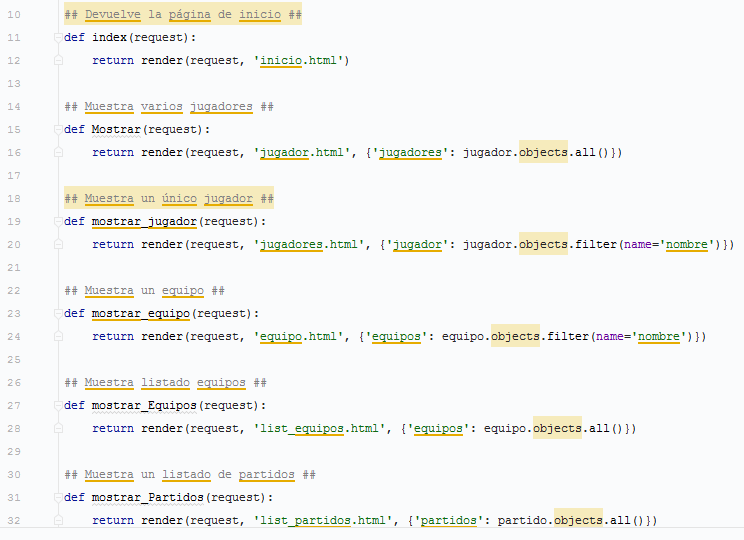 10 ## Devuelve la página de inicio ##
11 def index(request):
12 return render(request, 'inicio.html')
13
14 ## Muestra varios jugadores ##
15 def Mostrar(request):
16 return render(request, 'jugador.html', {'jugadores': jugador.objects.all()})
17
18 ## Muestra un único jugador ##
19 def mostrar_jugador(request):
20 return render(request, 'jugadores.html', {'jugador': jugador.objects.filter(name='nombre')})
21
22 ## Muestra un equipo ##
23 def mostrar_equipo(request):
24 return render(request, 'equipo.html', {'equipos': equipo.objects.filter(name='nombre')})
25
26 ## Muestra listado equipos ##
27 def mostrar_Equipos(request):
28 return render(request, 'list_equipos.html', {'equipos': equipo.objects.all()})
29
30 ## Muestra un listado de partidos ##
31 def mostrar_Partidos(request):
32 return render(request, 'list_partidos.html', {'partidos': partido.objects.all()})